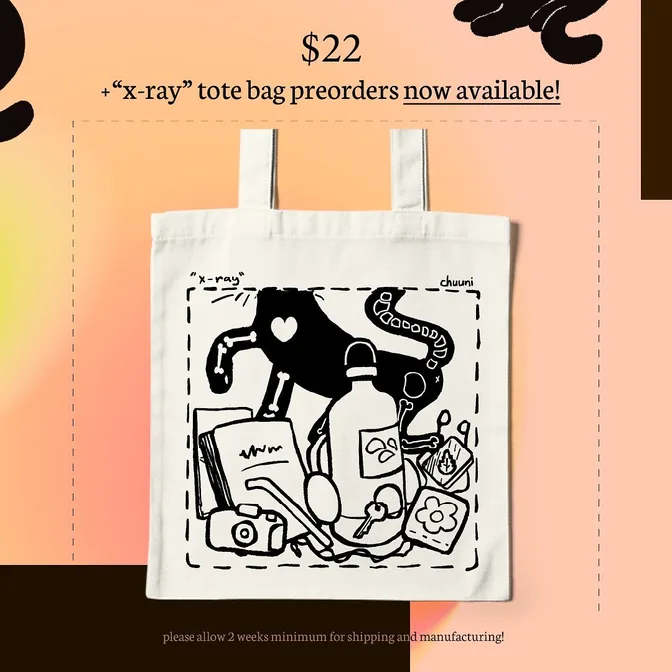 $22
+“x-ray” tote bag preorders now available!
"x-ray"
chuuni
please allow 2 weeks minimum for shipping and manufacturing!